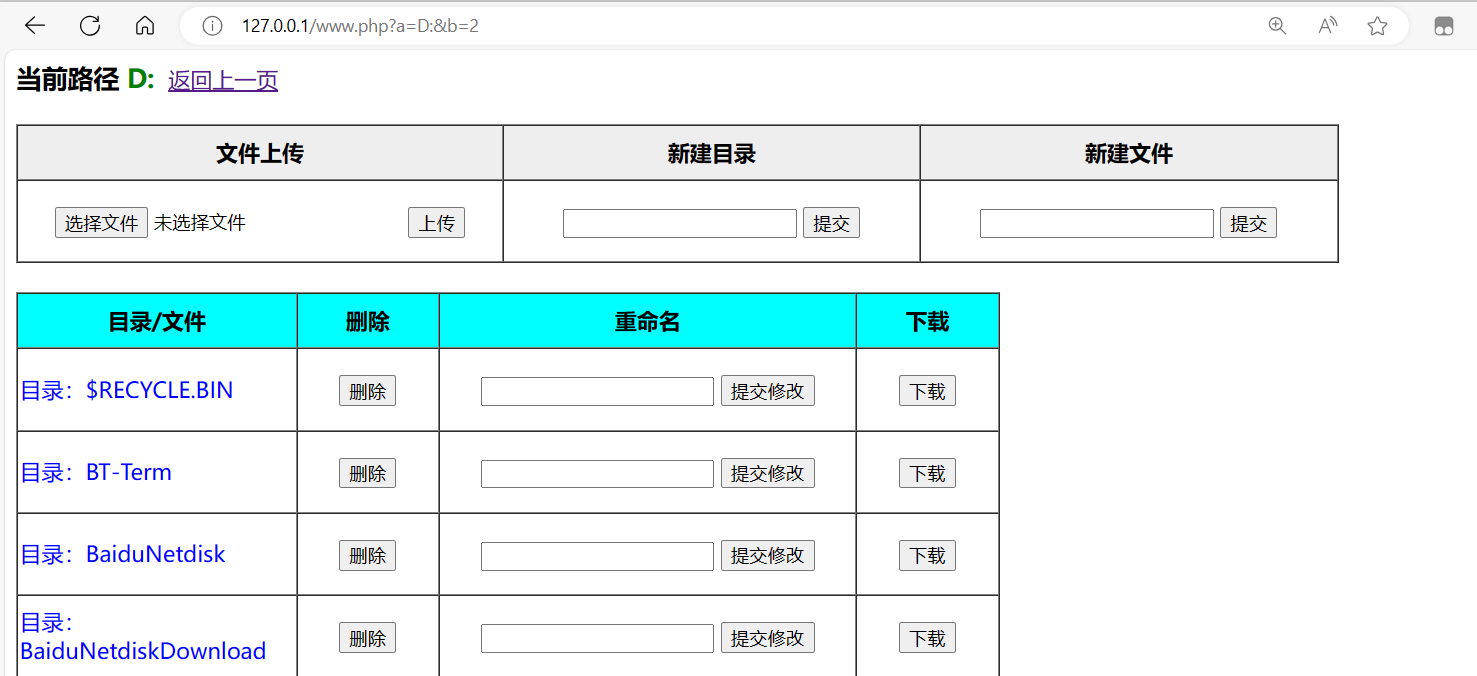 127.0.0.1/www.php?a=D:&b=2
当前路径 D: 返回上一页
文件上传 新建目录 新建文件
选择文件 未选择文件 上传 提交 提交
目录/文件 删除 重命名 下载
目录：$RECYCLE.BIN 删除 提交修改 下载
目录：BT-Term 删除 提交修改 下载
目录：BaiduNetdisk 删除 提交修改 下载
目录：
BaiduNetdiskDownload 删除 提交修改 下载